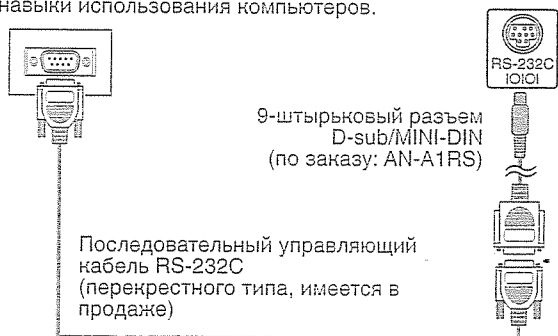 навыки использования компьютеров.
RS-232C
IOIOI
9-штырьковый разъем
D-sub/MINI-DIN
(по заказу: AN-A1RS)
Последовательный управляющий
кабель RS-232C
(перекрестного типа, имеется в
продаже)